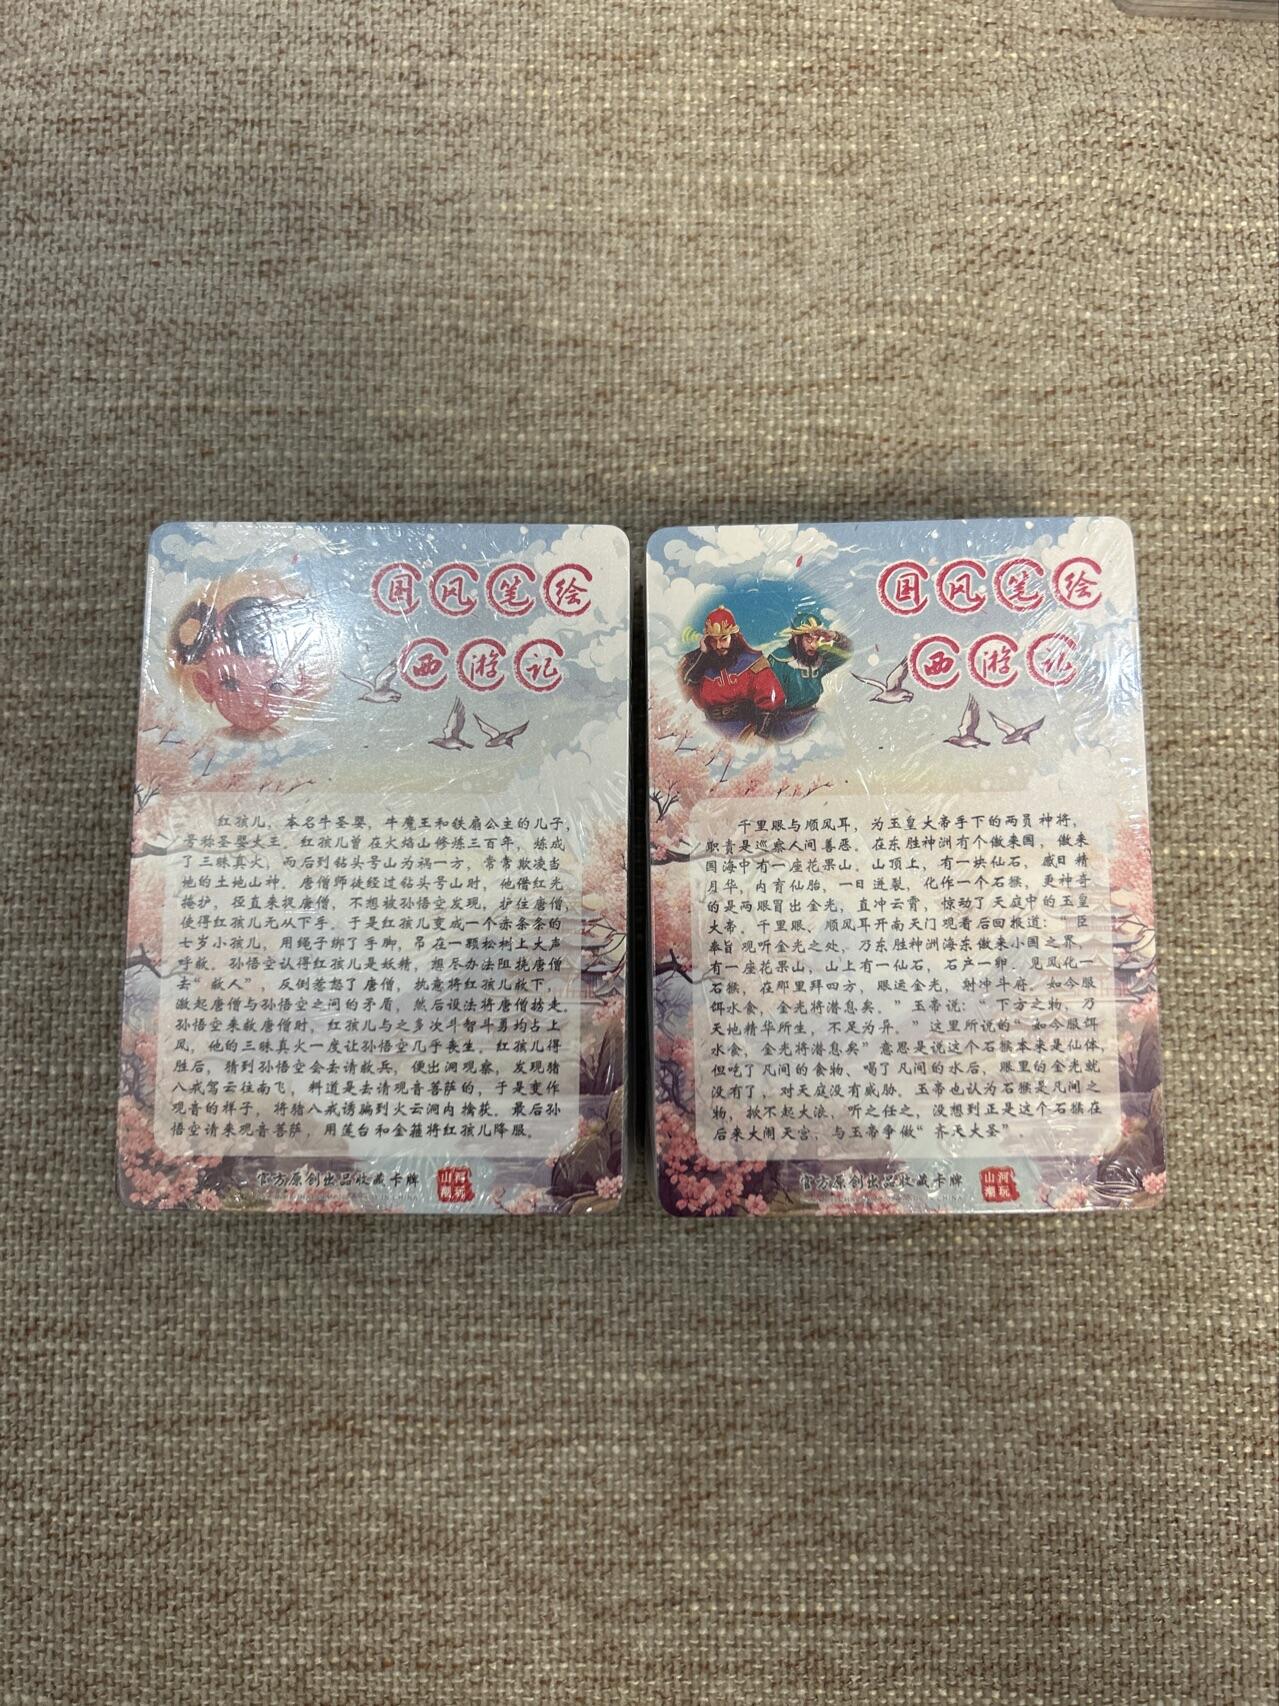 国风笔绘
西游记
红孩儿，本名牛圣婴，牛魔王和铁扇公主的儿子，
号称圣婴大王。红孩儿曾在火焰山修炼三百年，炼成
了三昧真火，而后到钻头号山为祸一方，常常欺凌当
地的土地山神。唐僧师徒经过钻头号山时，他借红光
掩护，径直来捉唐僧，不想被孙悟空发现，护住唐僧，
使得红孩儿无从下手。于是红孩儿变成一个赤条条的
七岁小孩儿，用绳子绑了手脚，吊在一颗松树上大声
呼救。孙悟空认得红孩儿是妖精，想尽办法阻挠唐僧
去“救人”，反倒惹怒了唐僧，执意将红孩儿救下，
激起唐僧与孙悟空之间的矛盾，然后设法将唐僧掳走。
孙悟空来救唐僧时，红孩儿与之多次斗智斗勇均占上
风，他的三昧真火一度让孙悟空几乎丧生。红孩儿得
胜后，猜到孙悟空会去请救兵，便出洞观察，发现猪
八戒驾云往南飞，料道是去请观音菩萨的，于是变作
观音的样子，将猪八戒诱骗到火云洞内擒获。最后孙
悟空请来观音菩萨，用莲台和金箍将红孩儿降服。
官方原创出品收藏卡牌
山河
潮玩
国风笔绘
西游记
千里眼与顺风耳，为玉皇大帝手下的两员神将，
职责是巡察人间善恶。在东胜神洲有个傲来国，傲来
国海中有一座花果山。山顶上，有一块仙石，感日精
月华，内育仙胎，一日迸裂，化作一个石猴，更神奇
的是两眼冒出金光，直冲云霄，惊动了天庭中的玉皇
大帝。千里眼、顺风耳开南天门观看后回报道：“臣
奉旨观听金光之处，乃东胜神洲海东傲来小国之界，
有一座花果山，山上有一仙石，石产一卵，见风化一
石猴，在那里拜四方，眼运金光，射冲斗府。如今服
饵水食，金光将潜息矣。”玉帝说：“下方之物，乃
天地精华所生，不足为异。”这里所说的“如今服饵
水食，金光将潜息矣”意思是说这个石猴本来是仙体，
但吃了凡间的食物、喝了凡间的水后，眼里的金光就
没有了，对天庭没有威胁。玉帝也认为石猴是凡间之
物，掀不起大浪，听之任之，没想到正是这个石猴在
后来大闹天宫，与玉帝争做“齐天大圣”。
官方原创出品收藏卡牌
山河
潮玩